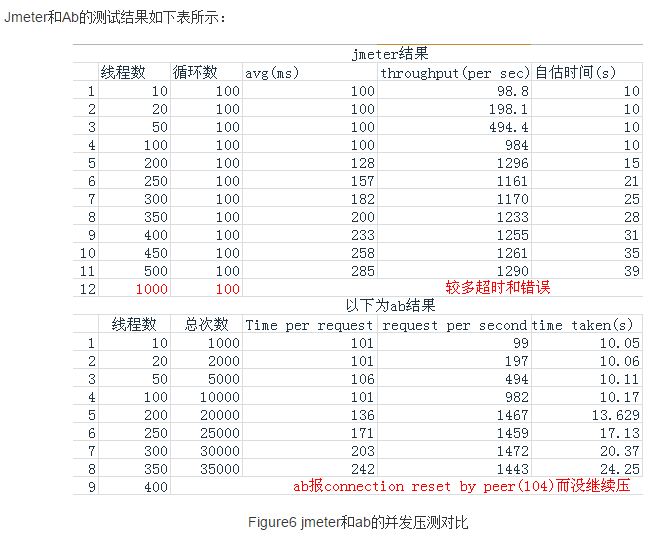 Jmeter和Ab的测试结果如下表所示：
jmeter结果
线程数 循环数 avg(ms) throughput(per sec) 自估时间(s)
1 10 100 100 98.8 10
2 20 100 100 198.1 10
3 50 100 100 494.4 10
4 100 100 100 984 10
5 200 100 128 1296 15
6 250 100 157 1161 21
7 300 100 182 1170 25
8 350 100 200 1233 28
9 400 100 233 1255 31
10 450 100 258 1261 35
11 500 100 285 1290 39
12 1000 100 较多超时和错误
以下为ab结果
线程数 总次数 Time per request request per second time taken(s)
1 10 1000 101 99 10.05
2 20 2000 101 197 10.06
3 50 5000 106 494 10.11
4 100 10000 101 982 10.17
5 200 20000 136 1467 13.629
6 250 25000 171 1459 17.13
7 300 30000 203 1472 20.37
8 350 35000 242 1443 24.25
9 400 ab报connection reset by peer(104)而没继续压
Figure6 jmeter和ab的并发压测对比